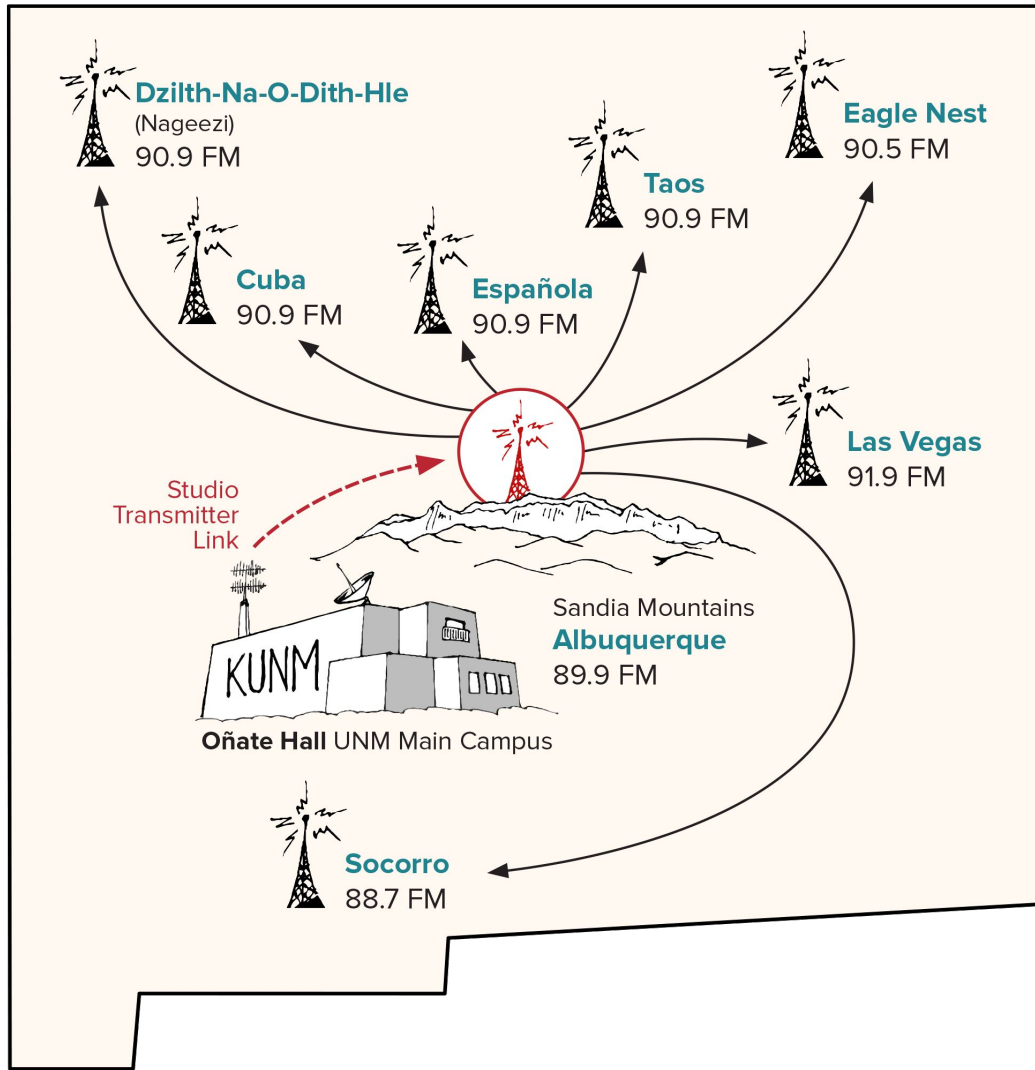 Dzilth-Na-O-Dith-Hle
(Nageezi)
90.9 FM
Eagle Nest
90.5 FM
Taos
90.9 FM
Cuba
90.9 FM
Española
90.9 FM
Las Vegas
91.9 FM
Studio
Transmitter
Link
Sandia Mountains
Albuquerque
89.9 FM
KUNM
Oñate Hall UNM Main Campus
Socorro
88.7 FM